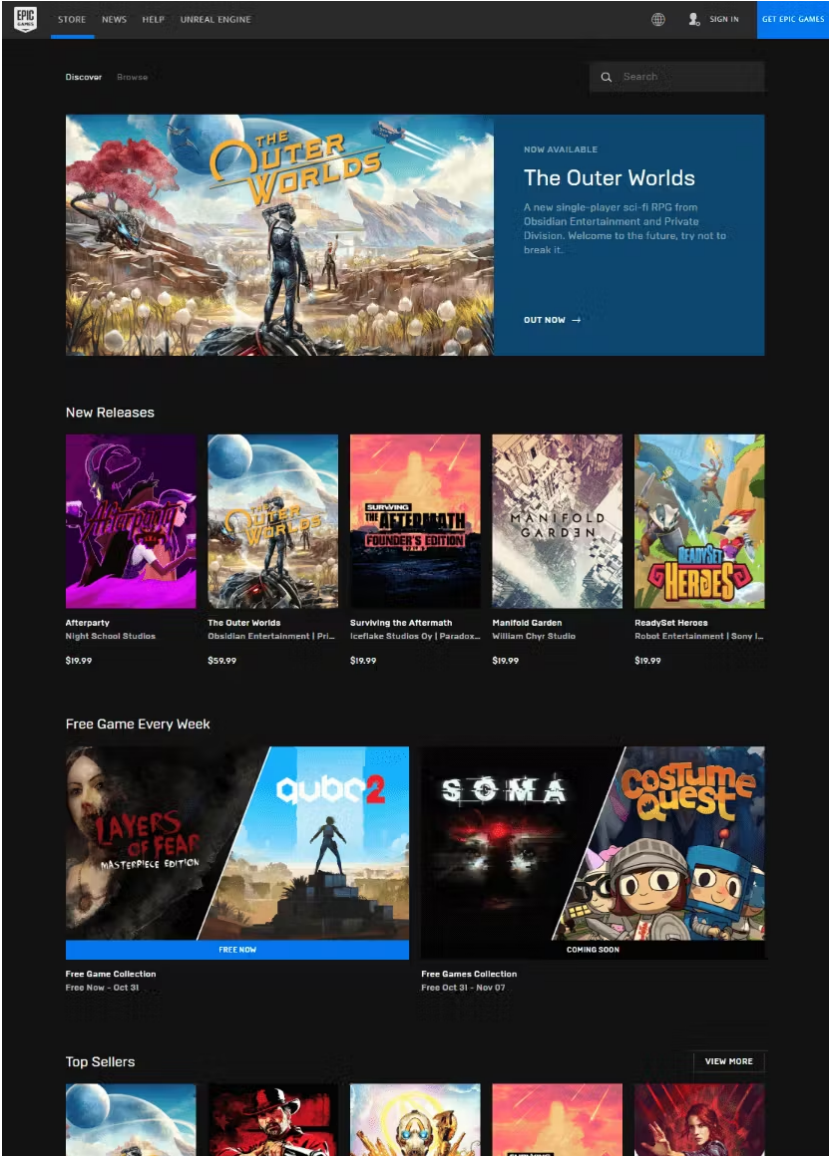 EPIC
GAMES
STORE
NEWS
HELP
UNREAL ENGINE
SIGN IN
GET EPIC GAMES
Discover
Browse
Search
THE
OUTER
WORLDS
NOW AVAILABLE
The Outer Worlds
A new single-player sci-fi RPG from
Obsidian Entertainment and Private
Division. Welcome to the future, try not to
break it.
OUT NOW →
New Releases
Afterparty
THE
OUTER
WORLDS
SURVIVING
THE AFTERMATH
FOUNDER'S EDITION
MANIFOLD
GARDEN
READYSET
HEROES
Afterparty
Night School Studios
$19.99
The Outer Worlds
Obsidian Entertainment | Pri...
$59.99
Surviving the Aftermath
Iceflake Studios Oy | Paradox...
$19.99
Manifold Garden
William Chyr Studio
$19.99
ReadySet Heroes
Robot Entertainment | Sony I...
$19.99
Free Game Every Week
LAYERS
OF FEAR
MASTERPIECE EDITION
qube2
FREE NOW
SOMA
COSTUME
QUEST
COMING SOON
Free Game Collection
Free Now - Oct 31
Free Games Collection
Free Oct 31 - Nov 07
Top Sellers
VIEW MORE